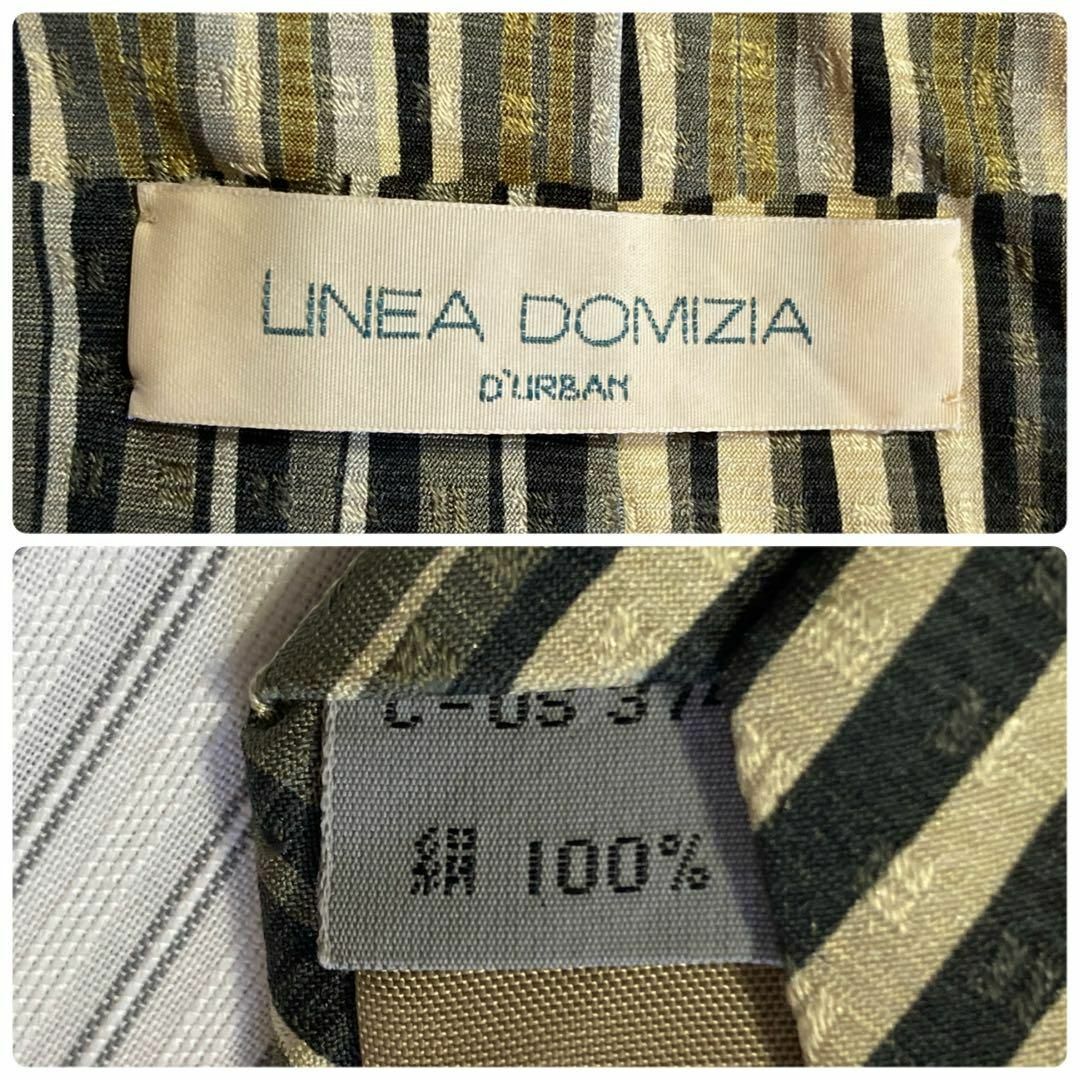 LINEA DOMIZIA
D'URBAN
絹 100%